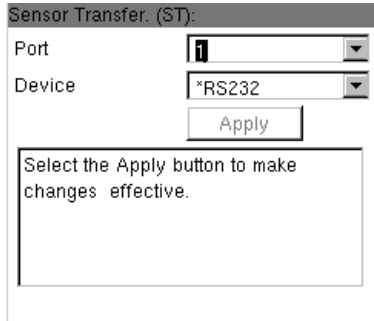 Sensor Transfer. (ST):
Port 1
Device *RS232
Apply
Select the Apply button to make
changes effective.